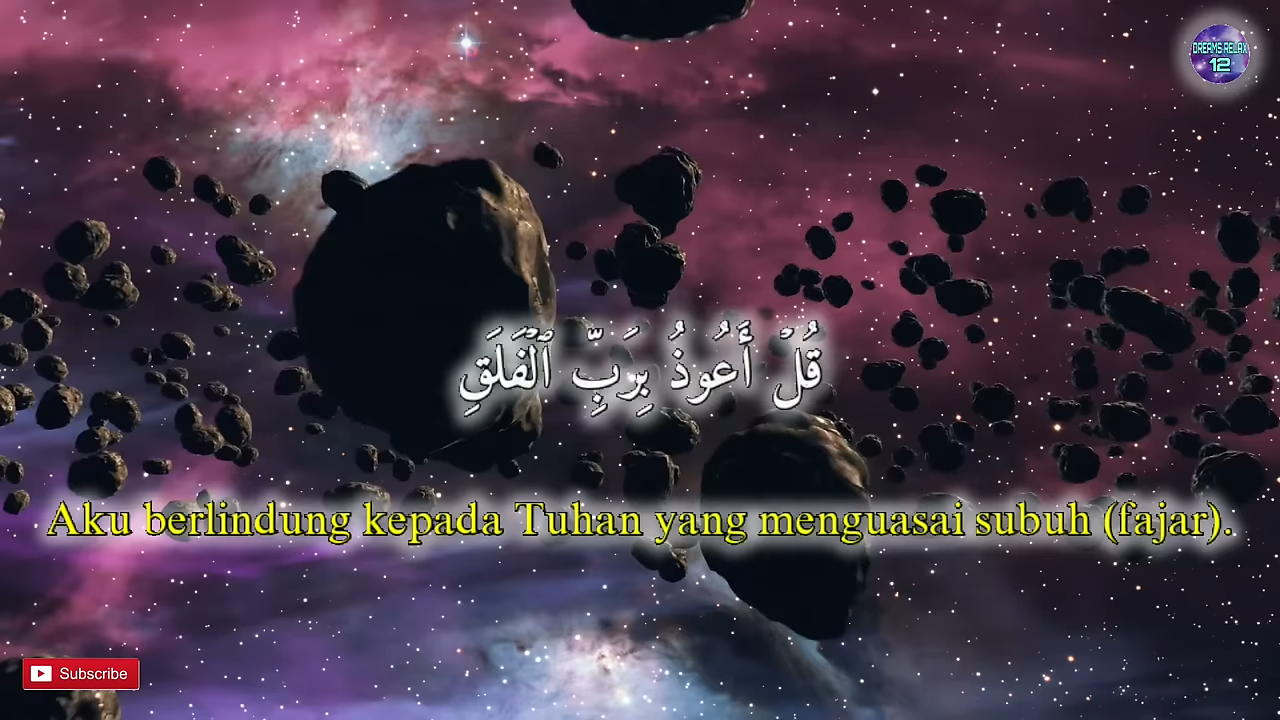 DREAMS RELAX
12
قُلۡ أَعُوذُ بِرَبِّ ٱلۡفَلَقِ
Aku berlindung kepada Tuhan yang menguasai subuh (fajar).
Subscribe